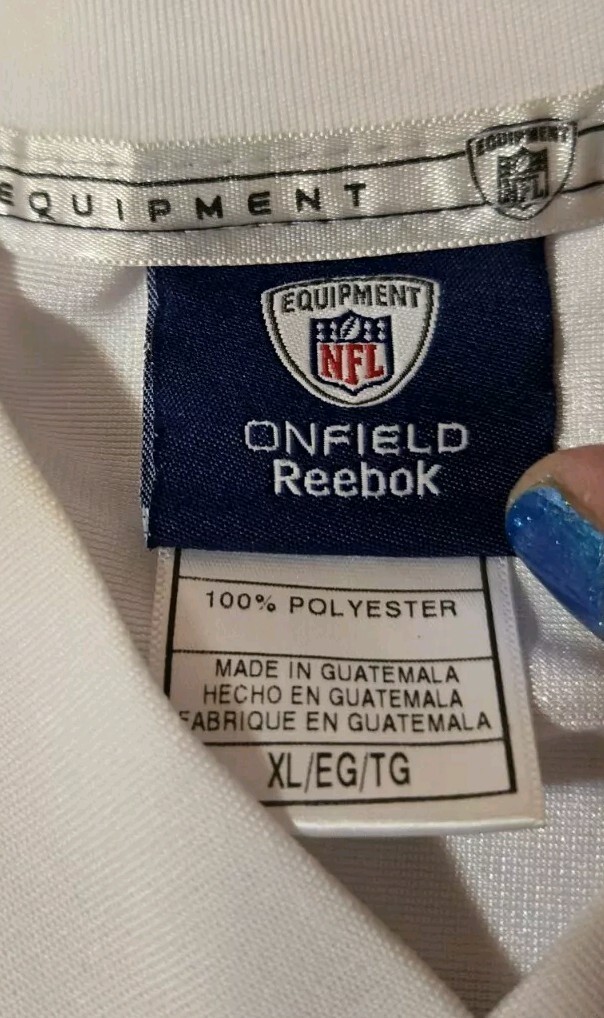 EQUIPMENT
EQUIPMENT
NFL
EQUIPMENT
NFL
ONFIELD
Reebok
100% POLYESTER
MADE IN GUATEMALA
HECHO EN GUATEMALA
FABRIQUE EN GUATEMALA
XL/EG/TG